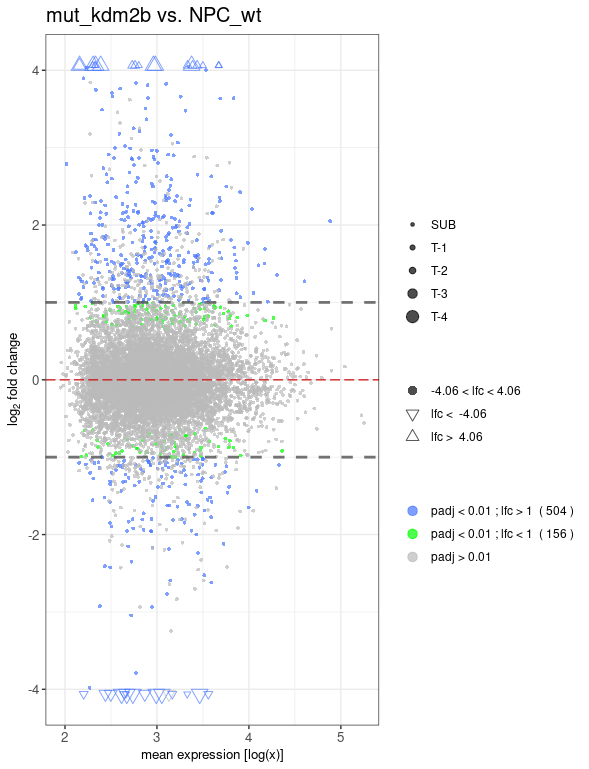 mut_kdm2b vs. NPC_wt
log2 fold change
4
2
0
-2
-4
2
3
4
5
mean expression [log(x)]
SUB
T-1
T-2
T-3
T-4
-4.06 < lfc < 4.06
lfc < -4.06
lfc > 4.06
padj < 0.01 ; lfc > 1 ( 504 )
padj < 0.01 ; lfc < 1 ( 156 )
padj > 0.01